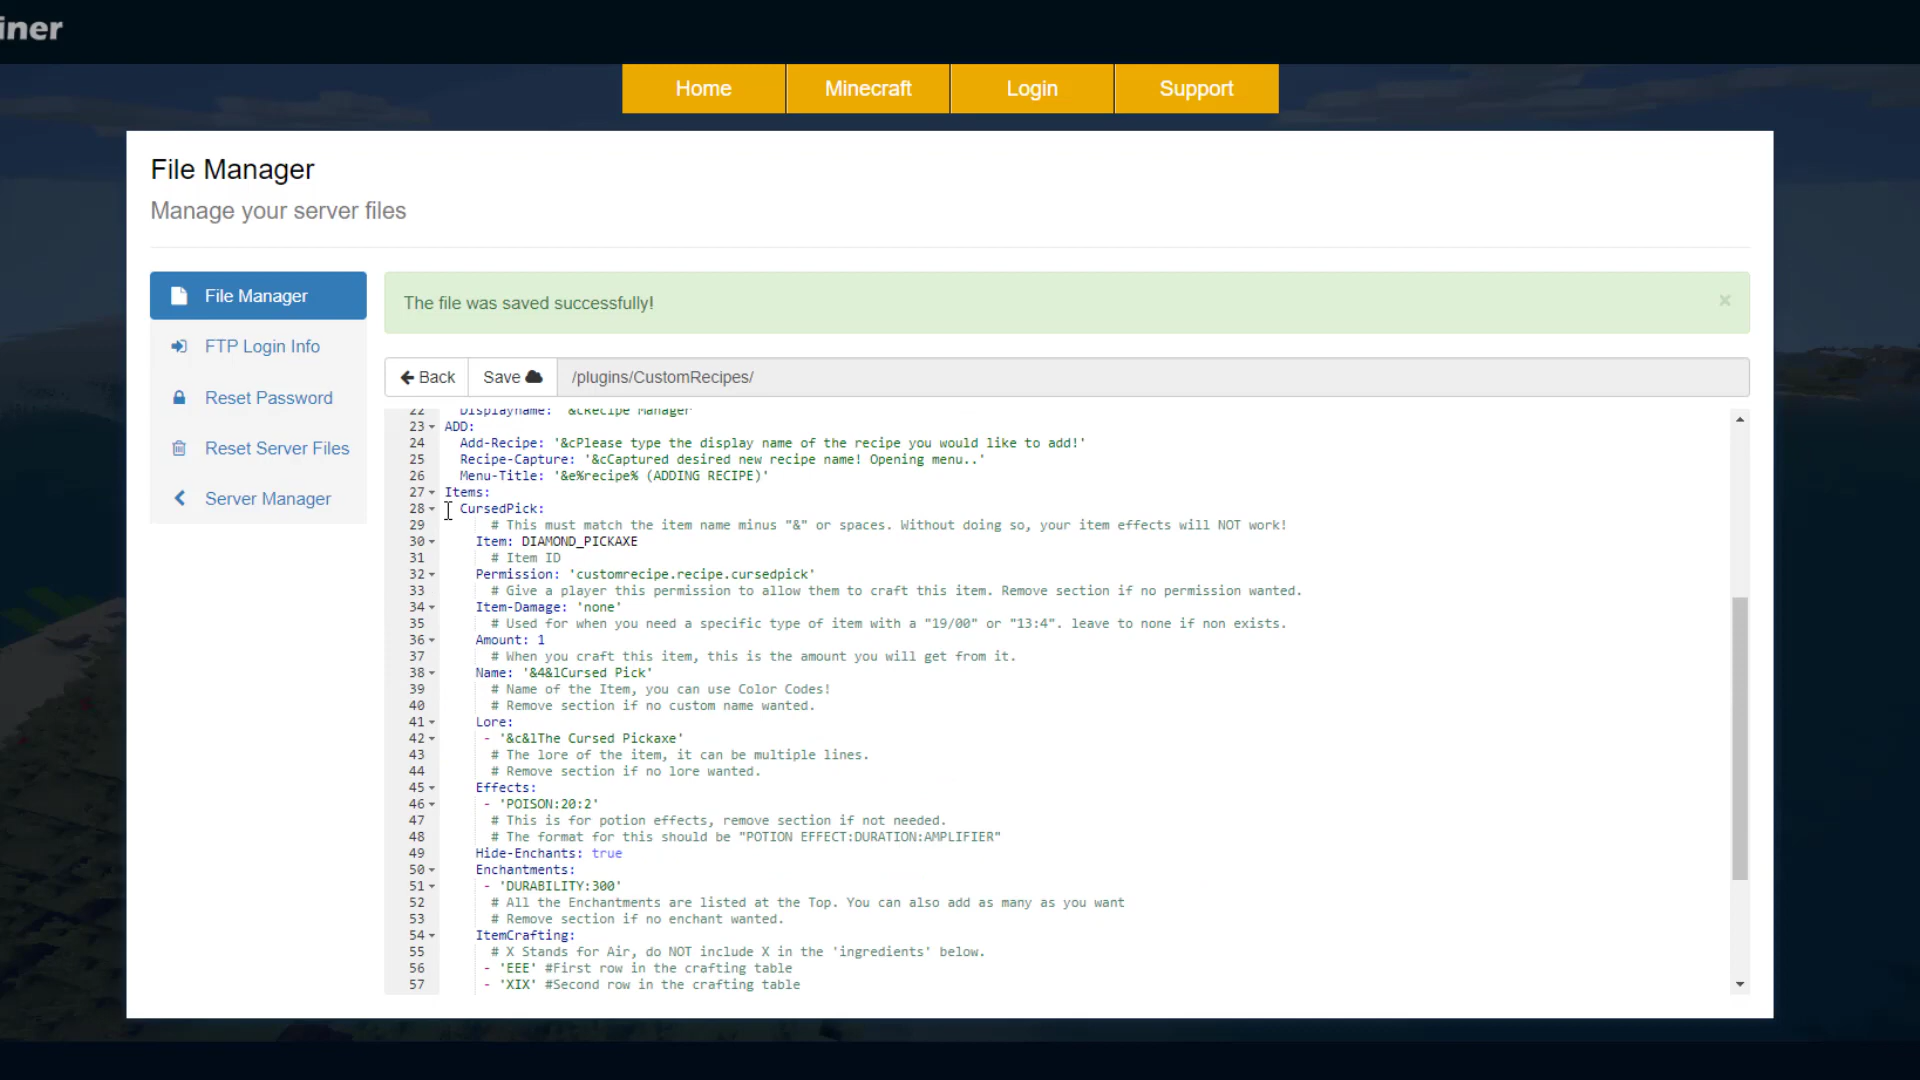 iner
Home
Minecraft
Login
Support
File Manager
Manage your server files
File Manager
FTP Login Info
Reset Password
Reset Server Files
Server Manager
The file was saved successfully!
×
Back
Save
/plugins/CustomRecipes/
22 Displayname: '&cRecipe Manager'
23 ADD:
24 Add-Recipe: '&cPlease type the display name of the recipe you would like to add!'
25 Recipe-Capture: '&cCaptured desired new recipe name! Opening menu..'
26 Menu-Title: '&e%recipe% (ADDING RECIPE)'
27 Items:
28 CursedPick:
29 # This must match the item name minus "&" or spaces. Without doing so, your item effects will NOT work!
30 Item: DIAMOND_PICKAXE
31 # Item ID
32 Permission: 'customrecipe.recipe.cursedpick'
33 # Give a player this permission to allow them to craft this item. Remove section if no permission wanted.
34 Item-Damage: 'none'
35 # Used for when you need a specific type of item with a "19/00" or "13:4". leave to none if non exists.
36 Amount: 1
37 # When you craft this item, this is the amount you will get from it.
38 Name: '&4&lCursed Pick'
39 # Name of the Item, you can use Color Codes!
40 # Remove section if no custom name wanted.
41 Lore:
42 - '&c&lThe Cursed Pickaxe'
43 # The lore of the item, it can be multiple lines.
44 # Remove section if no lore wanted.
45 Effects:
46 - 'POISON:20:2'
47 # This is for potion effects, remove section if not needed.
48 # The format for this should be "POTION EFFECT:DURATION:AMPLIFIER"
49 Hide-Enchants: true
50 Enchantments:
51 - 'DURABILITY:300'
52 # All the Enchantments are listed at the Top. You can also add as many as you want
53 # Remove section if no enchant wanted.
54 ItemCrafting:
55 # X Stands for Air, do NOT include X in the 'ingredients' below.
56 - 'EEE' #First row in the crafting table
57 - 'XIX' #Second row in the crafting table